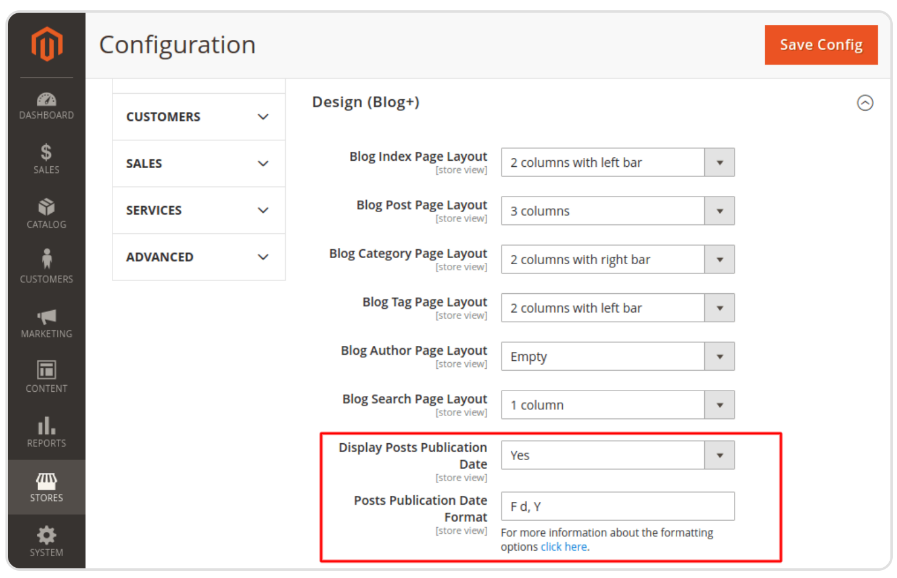 Configuration
Save Config
DASHBOARD
SALES
CATALOG
CUSTOMERS
MARKETING
CONTENT
REPORTS
STORES
SYSTEM
CUSTOMERS
SALES
SERVICES
ADVANCED
Design (Blog+)
Blog Index Page Layout
[store view]
2 columns with left bar
Blog Post Page Layout
[store view]
3 columns
Blog Category Page Layout
[store view]
2 columns with right bar
Blog Tag Page Layout
[store view]
2 columns with left bar
Blog Author Page Layout
[store view]
Empty
Blog Search Page Layout
[store view]
1 column
Display Posts Publication
Date
[store view]
Yes
Posts Publication Date
Format
[store view]
F d, Y
For more information about the formatting
options click here.